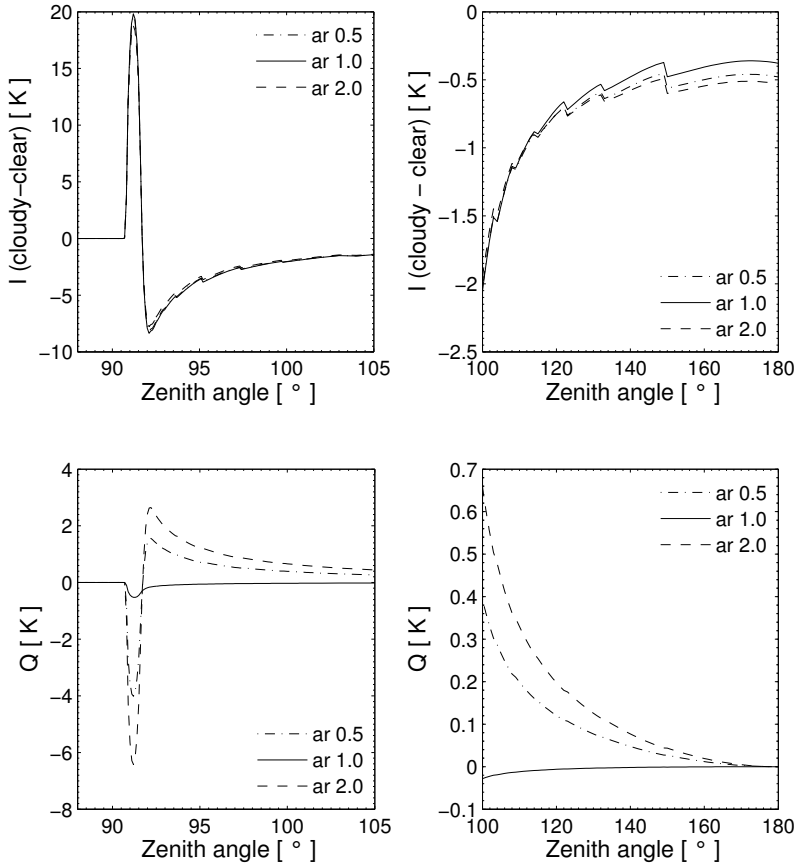 20
15
10
5
0
−5
−10
I (cloudy−clear) [ K ]
ar 0.5
ar 1.0
ar 2.0
90
95
100
105
Zenith angle [ ° ]
0
−0.5
−1
−1.5
−2
−2.5
I (cloudy − clear) [ K ]
ar 0.5
ar 1.0
ar 2.0
100
120
140
160
180
Zenith angle [ ° ]
4
2
0
−2
−4
−6
−8
Q [ K ]
ar 0.5
ar 1.0
ar 2.0
90
95
100
105
Zenith angle [ ° ]
0.7
0.6
0.5
0.4
0.3
0.2
0.1
0
−0.1
Q [ K ]
ar 0.5
ar 1.0
ar 2.0
100
120
140
160
180
Zenith angle [ ° ]